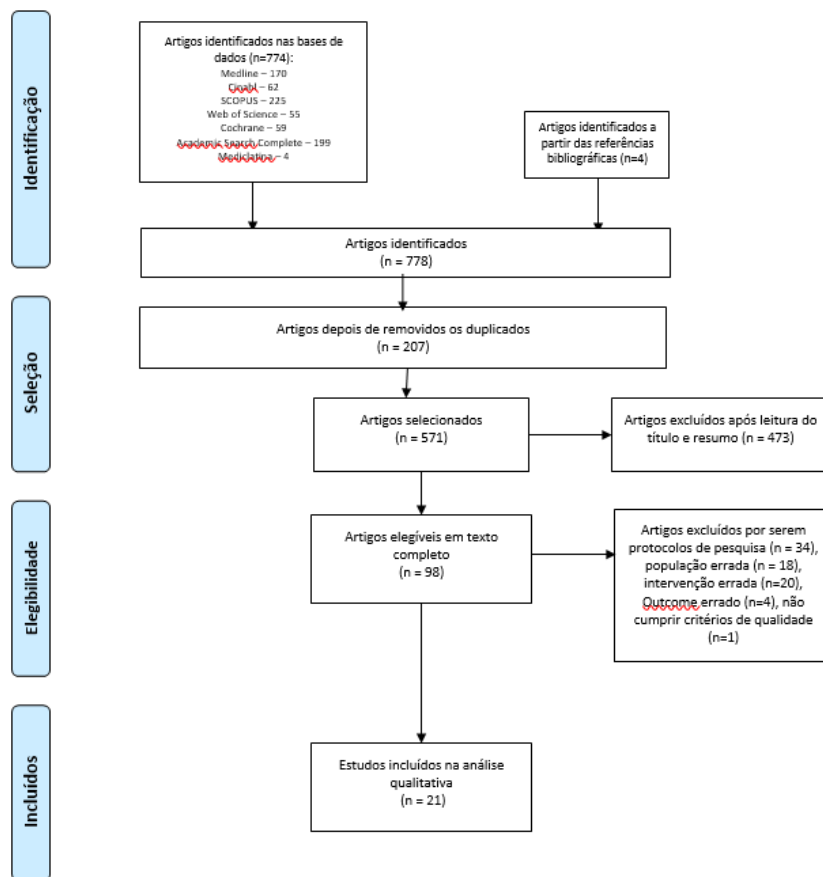 Identificação
Artigos identificados nas bases de
dados (n=774):
Medline – 170
Cinahl – 62
SCOPUS – 225
Web of Science – 55
Cochrane – 59
Academic Search Complete – 199
Mediclatina – 4
Artigos identificados a
partir das referências
bibliográficas (n=4)
Artigos identificados
(n = 778)
Seleção
Artigos depois de removidos os duplicados
(n = 207)
Artigos selecionados
(n = 571)
Artigos excluídos após leitura do
título e resumo (n = 473)
Elegibilidade
Artigos elegíveis em texto
completo
(n = 98)
Artigos excluídos por serem
protocolos de pesquisa (n = 34),
população errada (n = 18),
intervenção errada (n=20),
Outcome errado (n=4), não
cumprir critérios de qualidade
(n=1)
Incluídos
Estudos incluídos na análise
qualitativa
(n = 21)